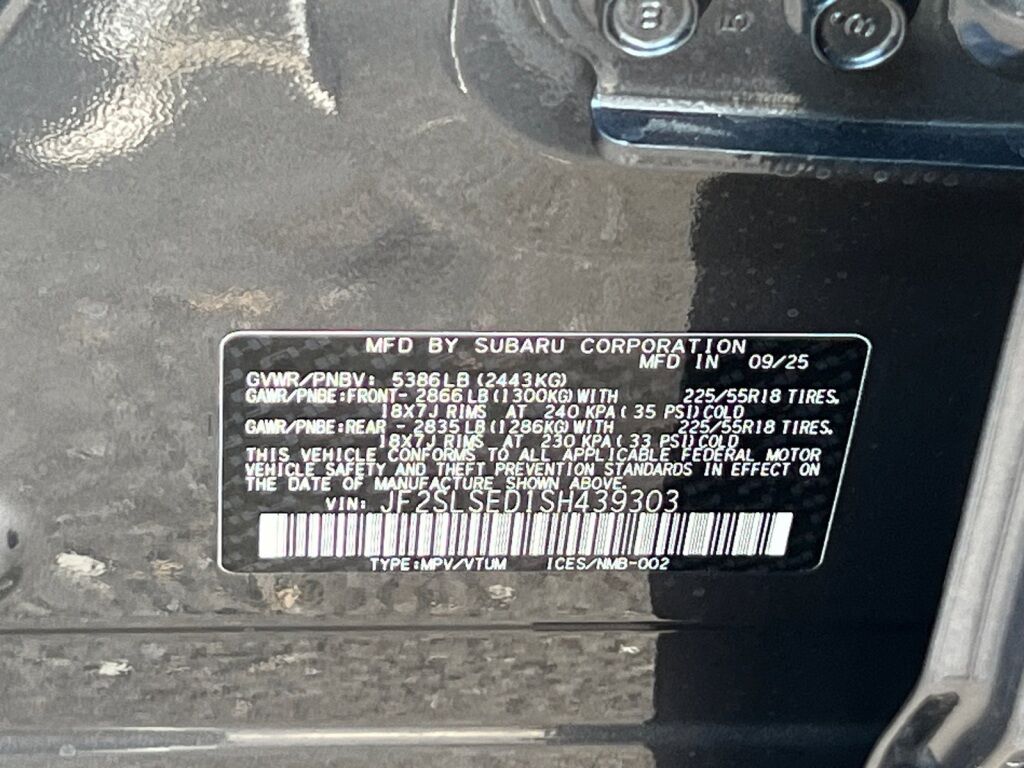 MFD BY SUBARU CORPORATION
MFD IN 09/25
GVWR/PNBV: 5386LB (2443KG)
GAWR/PNBE:FRONT- 2866LB (1300KG) WITH 225/55R18 TIRES,
18X7J RIMS AT 240 KPA ( 35 PSI) COLD
GAWR/PNBE:REAR - 2835LB (1286KG) WITH 225/55R18 TIRES,
18X7J RIMS AT 230 KPA ( 33 PSI) COLD
THIS VEHICLE CONFORMS TO ALL APPLICABLE FEDERAL MOTOR
VEHICLE SAFETY AND THEFT PREVENTION STANDARDS IN EFFECT ON
THE DATE OF MANUFACTURE SHOWN ABOVE.
VIN: JF2SLSED1SH439303
TYPE:MPV/VTUM ICES/NMB-002